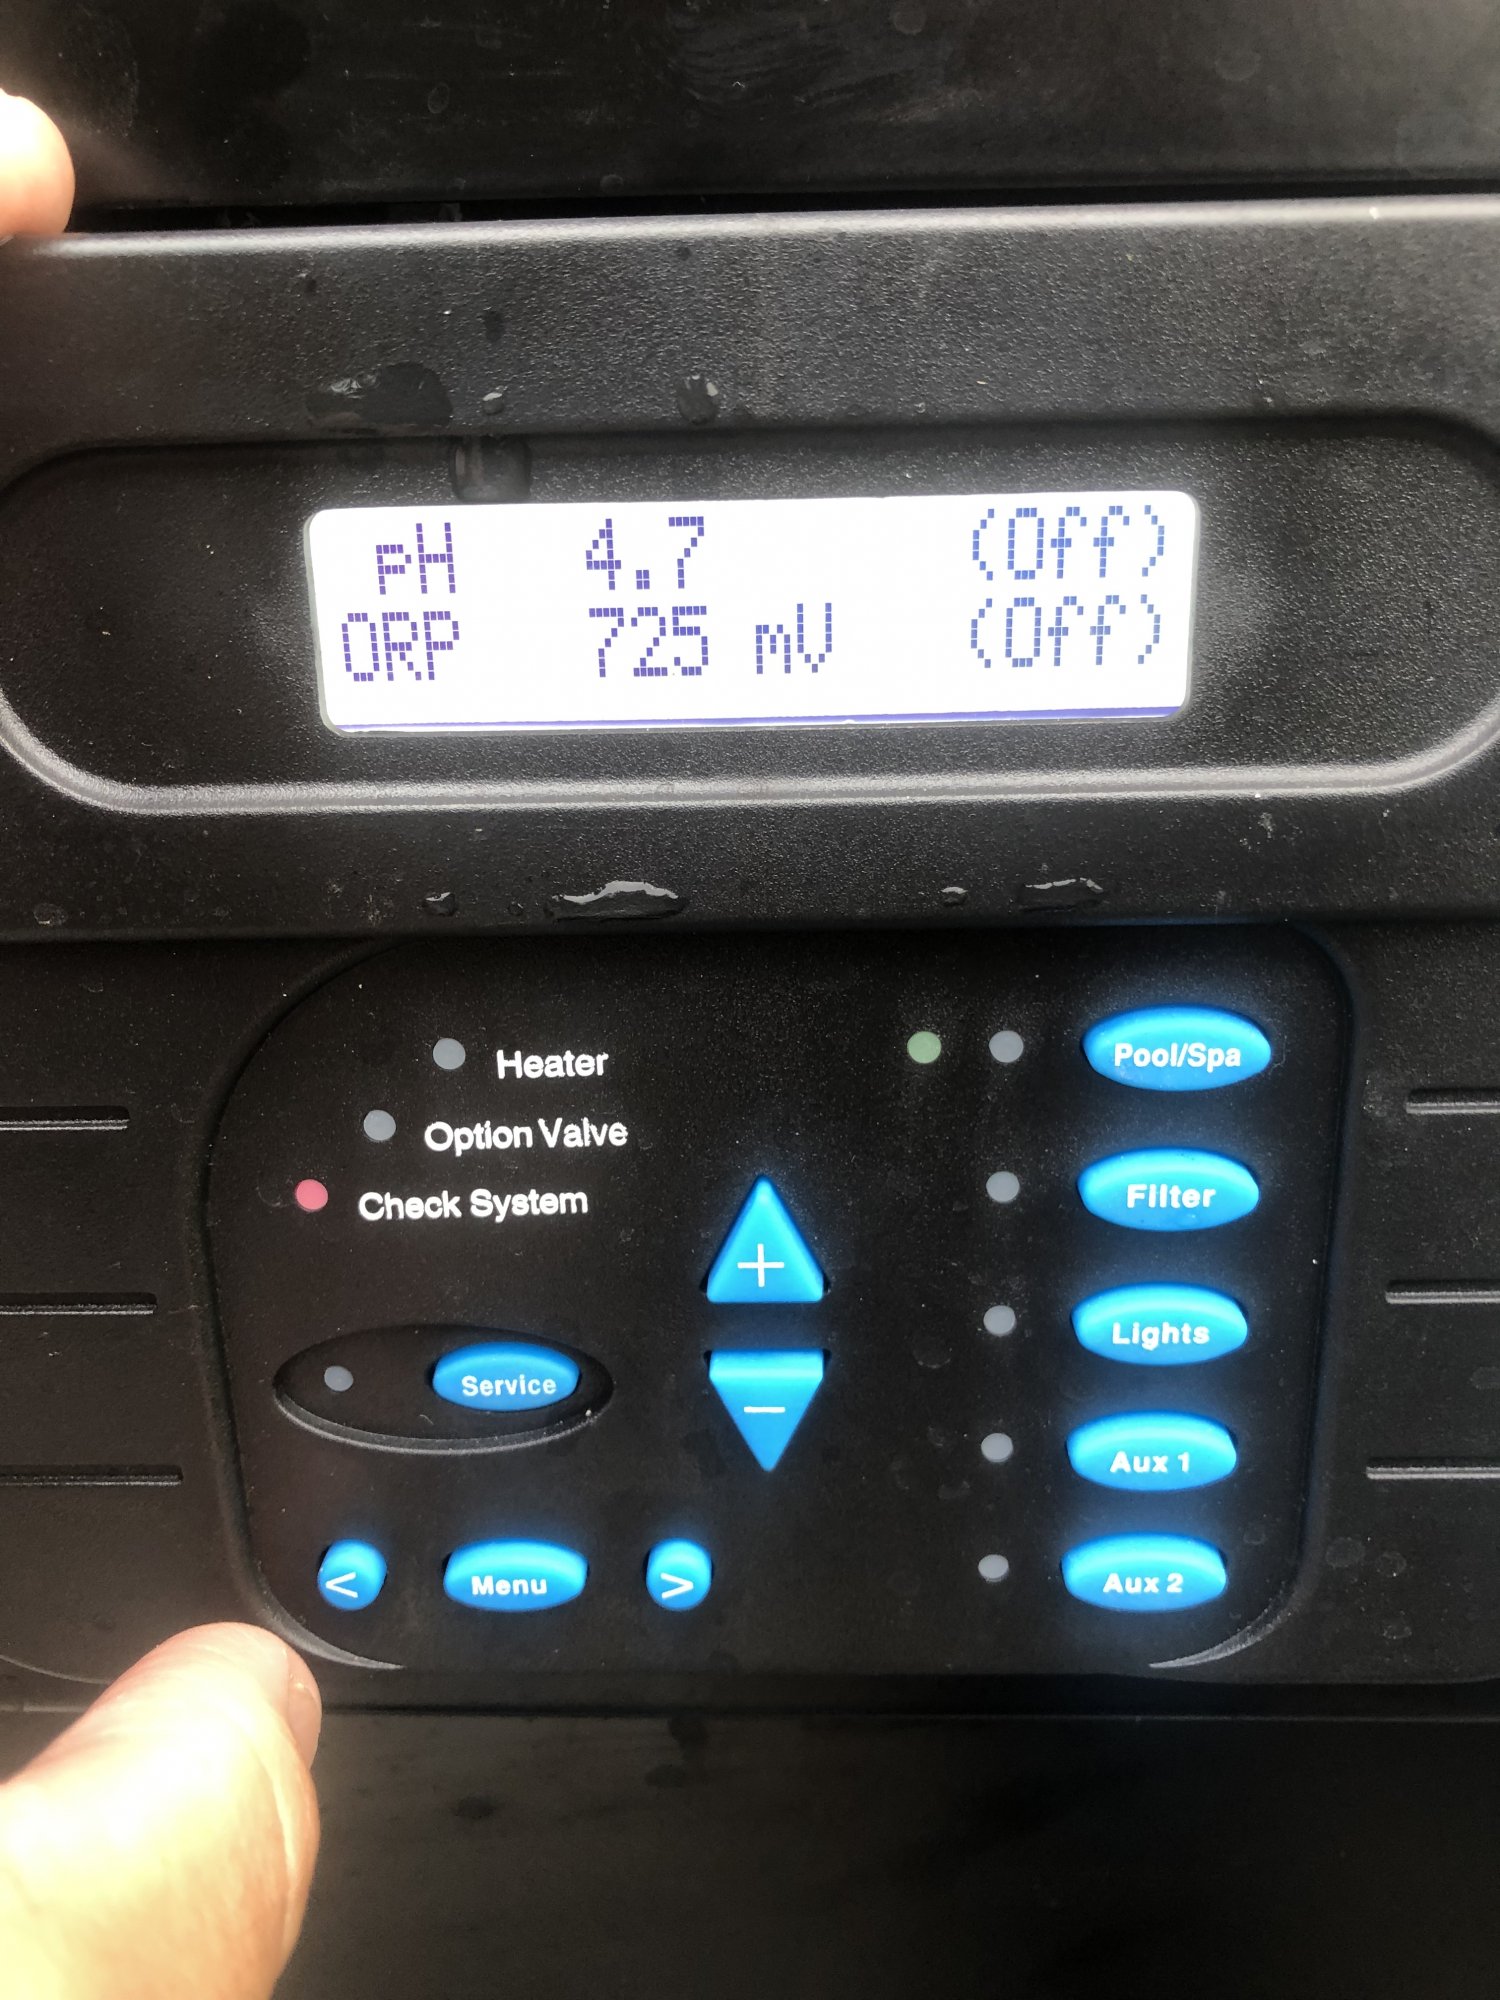 pH 4.7 (Off)
ORP 725 mV (Off)
Heater
Option Valve
Check System
Service
+
−
< Menu >
Pool/Spa
Filter
Lights
Aux 1
Aux 2